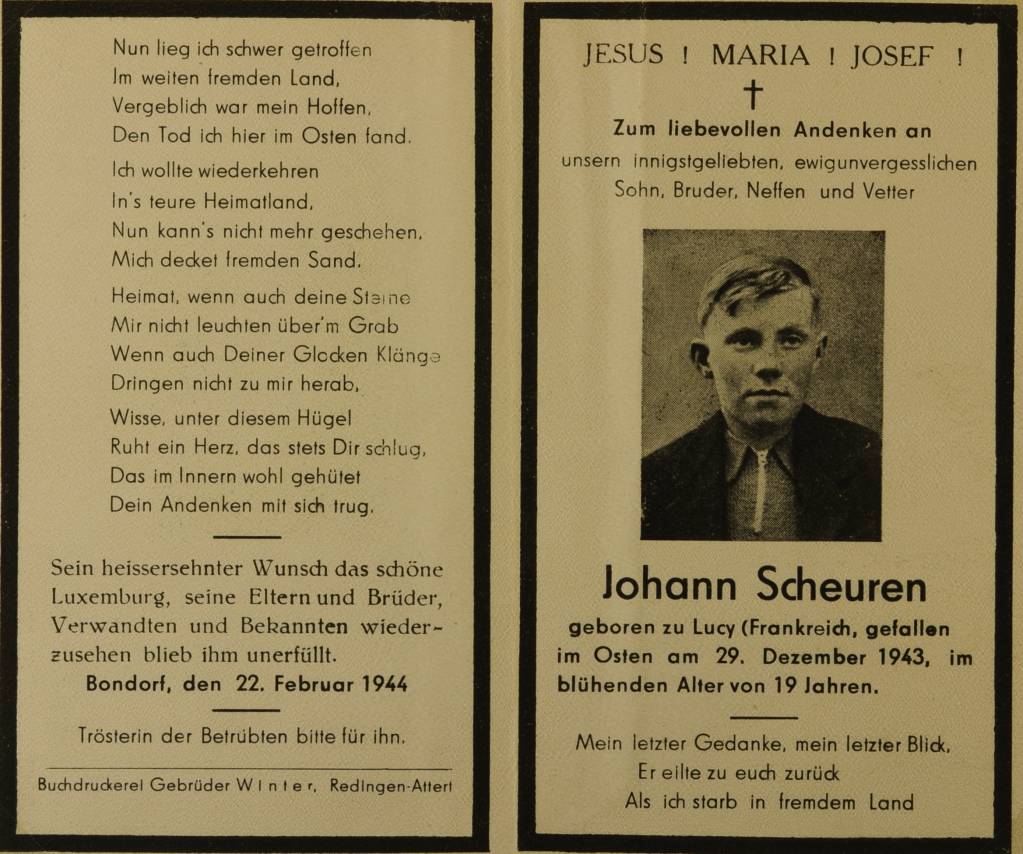 Nun lieg ich schwer getroffen
Im weiten fremden Land,
Vergeblich war mein Hoffen,
Den Tod ich hier im Osten fand.
Ich wollte wiederkehren
In's teure Heimatland,
Nun kann's nicht mehr geschehen,
Mich decket fremden Sand.
Heimat, wenn auch deine Steine
Mir nicht leuchten über'm Grab
Wenn auch Deiner Glocken Klänge
Dringen nicht zu mir herab,
Wisse, unter diesem Hügel
Ruht ein Herz, das stets Dir schlug,
Das im Innern wohl gehütet
Dein Andenken mit sich trug.
Sein heissersehnter Wunsch das schöne
Luxemburg, seine Eltern und Brüder,
Verwandten und Bekannten wieder-
zusehen blieb ihm unerfüllt.
Bondorf, den 22. Februar 1944
Trösterin der Betrübten bitte für ihn.
Buchdruckerei Gebrüder Winter, Redingen-Attert
JESUS ! MARIA ! JOSEF !
Zum liebevollen Andenken an
unsern innigstgeliebten, ewigunvergesslichen
Sohn, Bruder, Neffen und Vetter
Johann Scheuren
geboren zu Lucy (Frankreich, gefallen
im Osten am 29. Dezember 1943, im
blühenden Alter von 19 Jahren.
Mein letzter Gedanke, mein letzter Blick,
Er eilte zu euch zurück
Als ich starb in fremdem Land